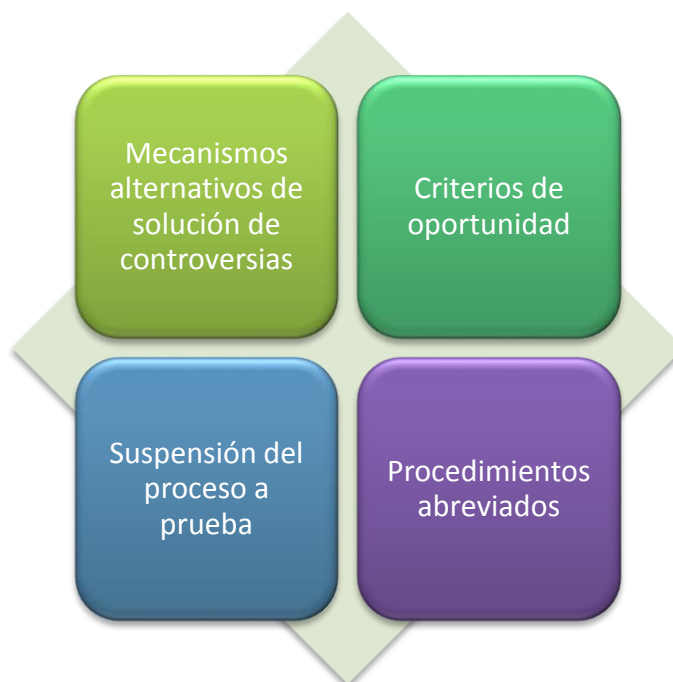 Mecanismos
alternativos de
solución de
controversias
Criterios de
oportunidad
Suspensión del
proceso a
prueba
Procedimientos
abreviados